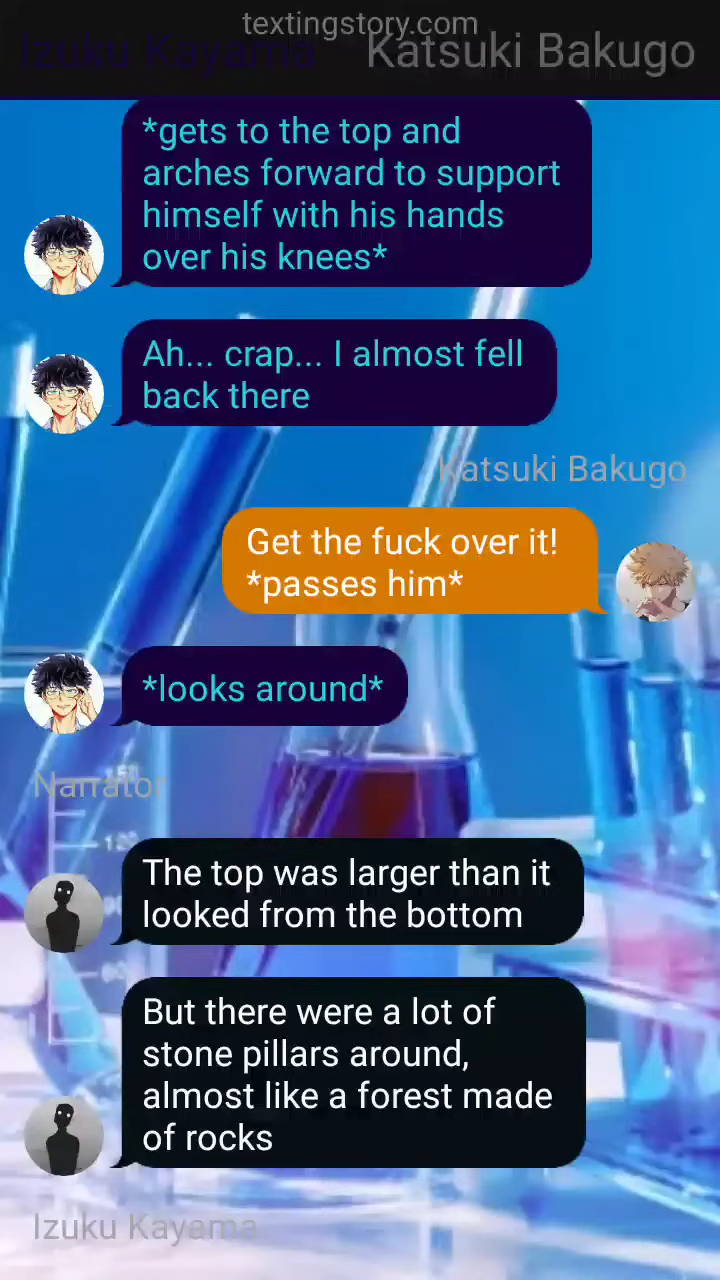 textingstory.com
Izuku Kayama Katsuki Bakugo
*gets to the top and
arches forward to support
himself with his hands
over his knees*
Ah... crap... I almost fell
back there
Katsuki Bakugo
Get the fuck over it!
*passes him*
*looks around*
Narrator
The top was larger than it
looked from the bottom
But there were a lot of
stone pillars around,
almost like a forest made
of rocks
Izuku Kayama